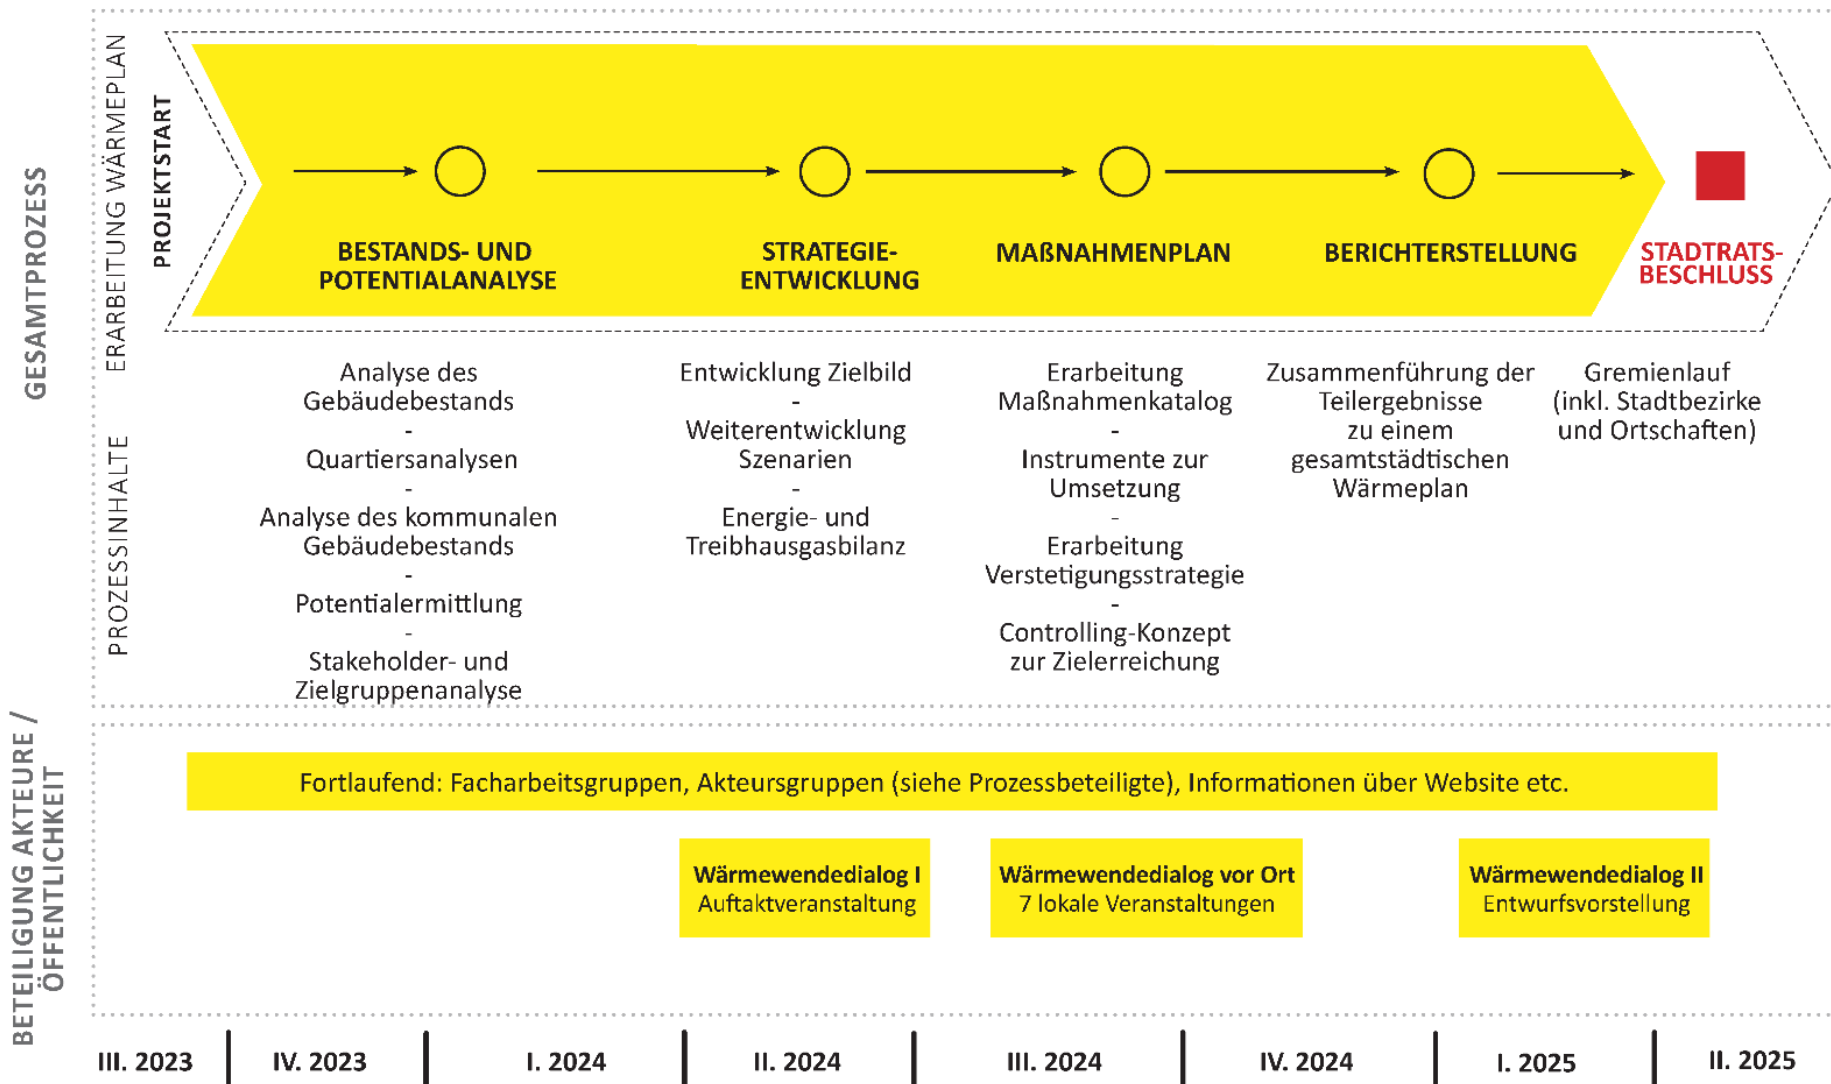 GESAMTPROZESS
ERARBEITUNG WÄRMEPLAN
PROJEKTSTART
BESTANDS- UND
POTENTIALANALYSE
STRATEGIE-
ENTWICKLUNG
MAßNAHMENPLAN
BERICHTERSTELLUNG
STADTRATS-
BESCHLUSS
PROZESSINHALTE
Analyse des
Gebäudebestands
-
Quartiersanalysen
-
Analyse des kommunalen
Gebäudebestands
-
Potentialermittlung
-
Stakeholder- und
Zielgruppenanalyse
Entwicklung Zielbild
-
Weiterentwicklung
Szenarien
-
Energie- und
Treibhausgasbilanz
Erarbeitung
Maßnahmenkatalog
-
Instrumente zur
Umsetzung
-
Erarbeitung
Verstetigungsstrategie
-
Controlling-Konzept
zur Zielerreichung
Zusammenführung der
Teilergebnisse
zu einem
gesamtstädtischen
Wärmeplan
Gremienlauf
(inkl. Stadtbezirke
und Ortschaften)
BETEILIGUNG AKTEURE /
ÖFFENTLICHKEIT
Fortlaufend: Facharbeitsgruppen, Akteursgruppen (siehe Prozessbeteiligte), Informationen über Website etc.
Wärmewendedialog I
Auftaktveranstaltung
Wärmewendedialog vor Ort
7 lokale Veranstaltungen
Wärmewendedialog II
Entwurfsvorstellung
III. 2023
IV. 2023
I. 2024
II. 2024
III. 2024
IV. 2024
I. 2025
II. 2025